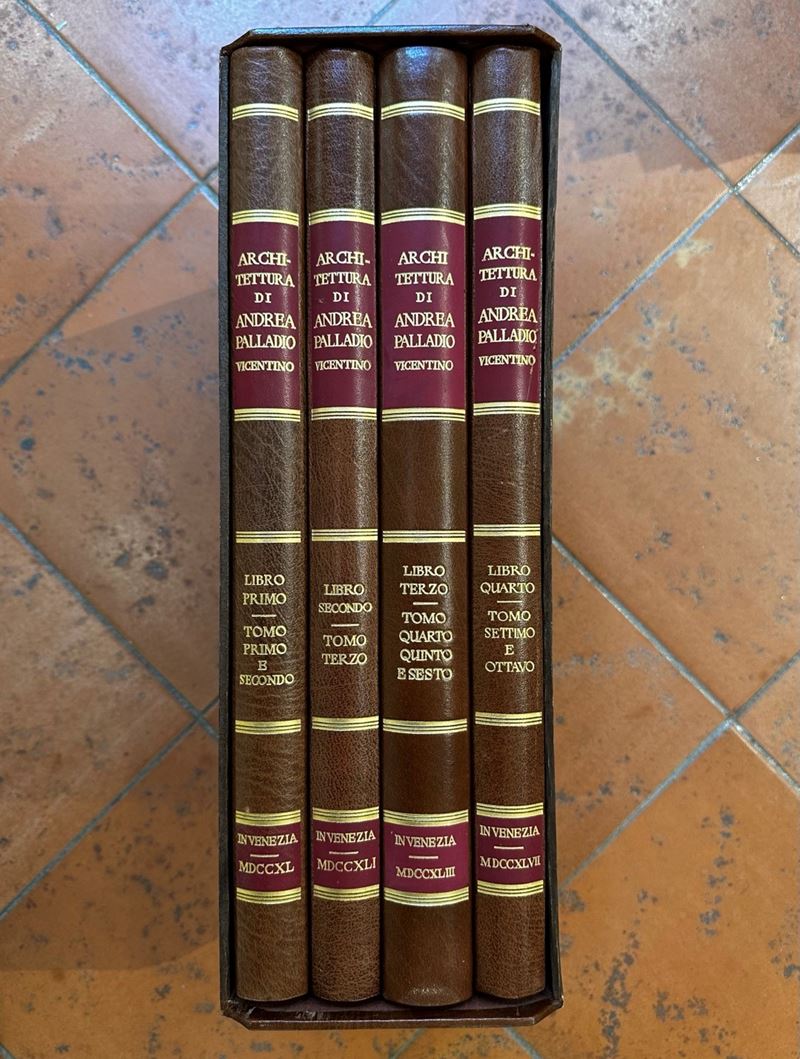 ARCHI-
TETTURA
DI
ANDREA
PALLADIO
VICENTINO
LIBRO
PRIMO
TOMO
PRIMO
E
SECONDO
IN VENEZIA
MDCCXL
ARCHI-
TETTURA
DI
ANDREA
PALLADIO
VICENTINO
LIBRO
SECONDO
TOMO
TERZO
IN VENEZIA
MDCCXLI
ARCHI
TETTURA
DI
ANDREA
PALLADIO
VICENTINO
LIBRO
TERZO
TOMO
QUARTO
QUINTO
E SESTO
IN VENEZIA
MDCCXLIII
ARCHI-
TETTURA
DI
ANDREA
PALLADIO
VICENTINO
LIBRO
QUARTO
TOMO
SETTIMO
E
OTTAVO
IN VENEZIA
MDCCXLVII